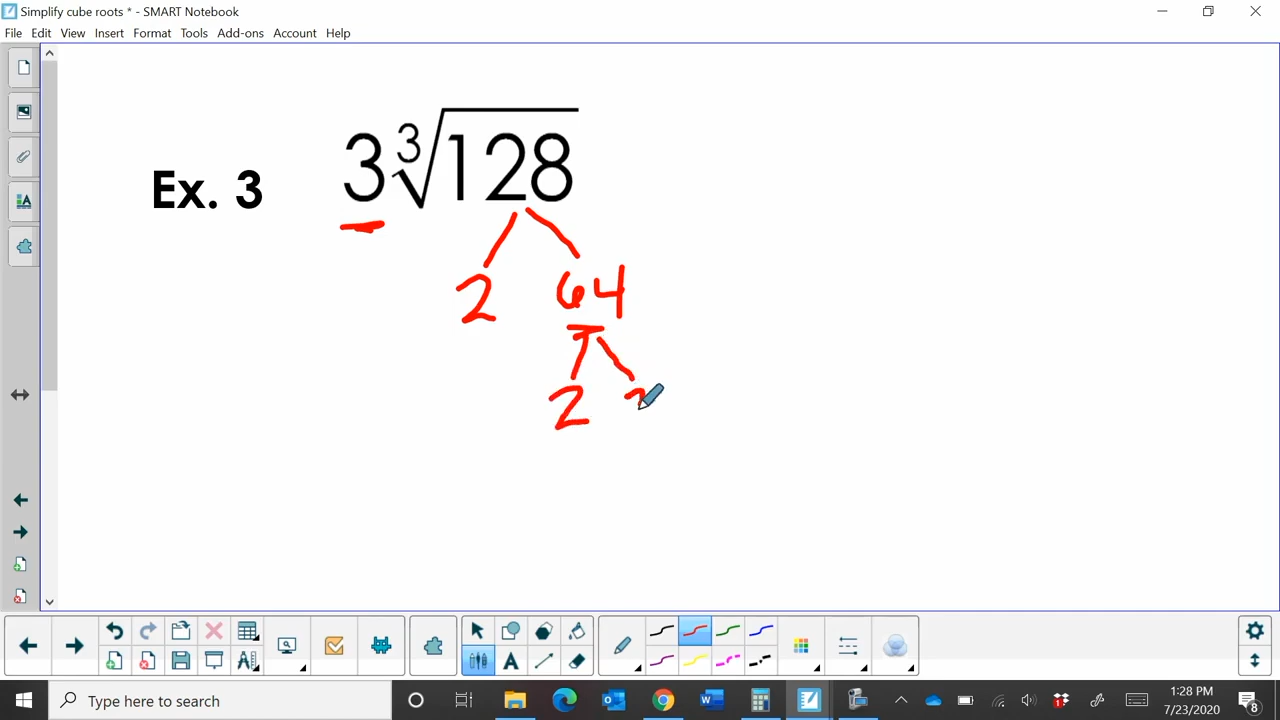 Simplify cube roots * - SMART Notebook
File Edit View Insert Format Tools Add-ons Account Help
Ex. 3 3∛128
2 64
2
Type here to search
1:28 PM
7/23/2020
8